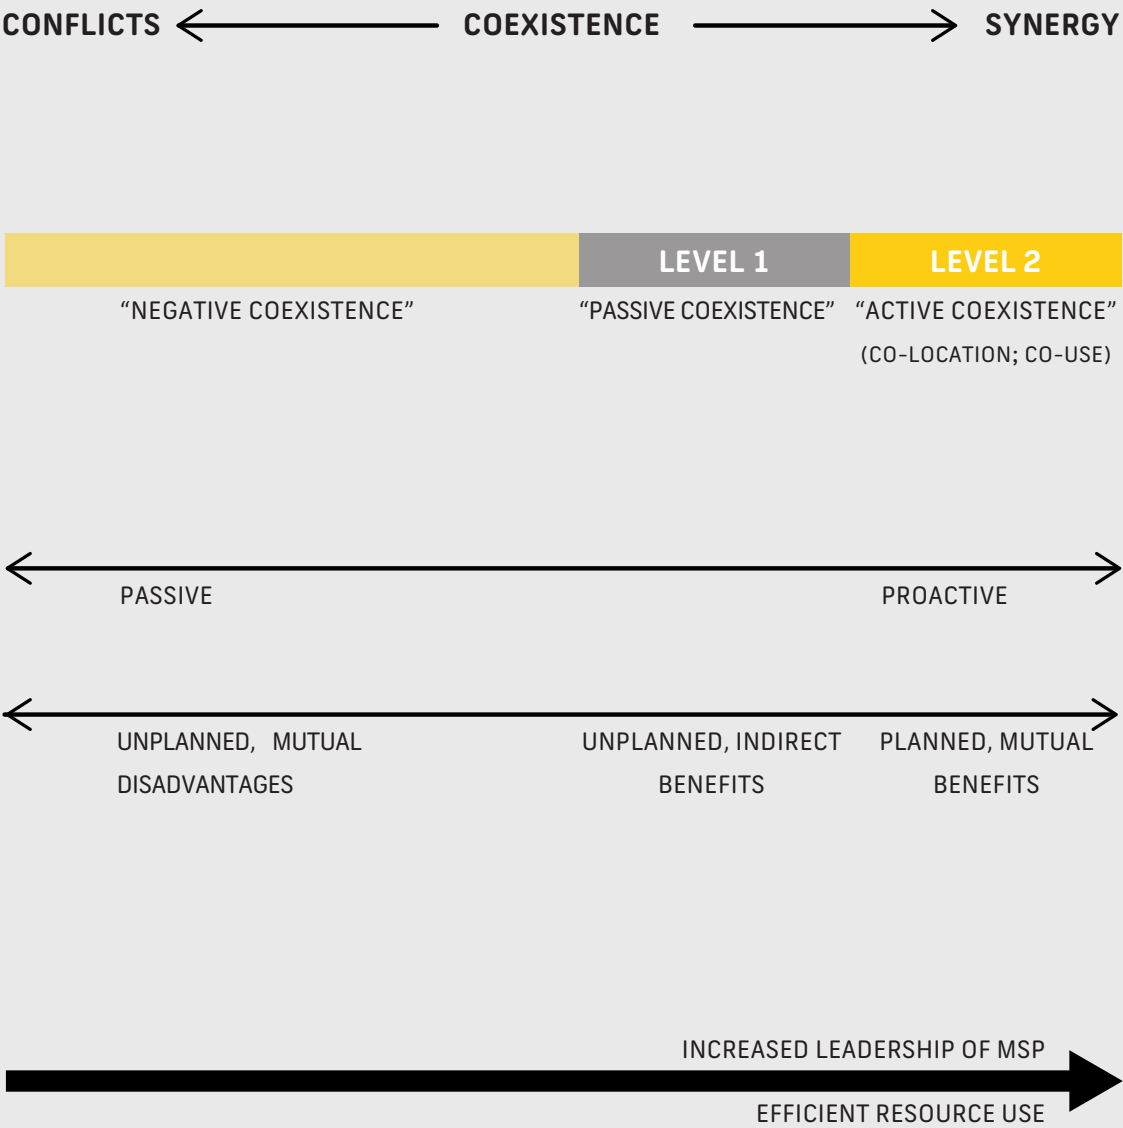 CONFLICTS COEXISTENCE SYNERGY
LEVEL 1 LEVEL 2
“NEGATIVE COEXISTENCE” “PASSIVE COEXISTENCE” “ACTIVE COEXISTENCE”
(CO-LOCATION; CO-USE)
PASSIVE PROACTIVE
UNPLANNED, MUTUAL
DISADVANTAGES
UNPLANNED, INDIRECT
BENEFITS
PLANNED, MUTUAL
BENEFITS
INCREASED LEADERSHIP OF MSP
EFFICIENT RESOURCE USE